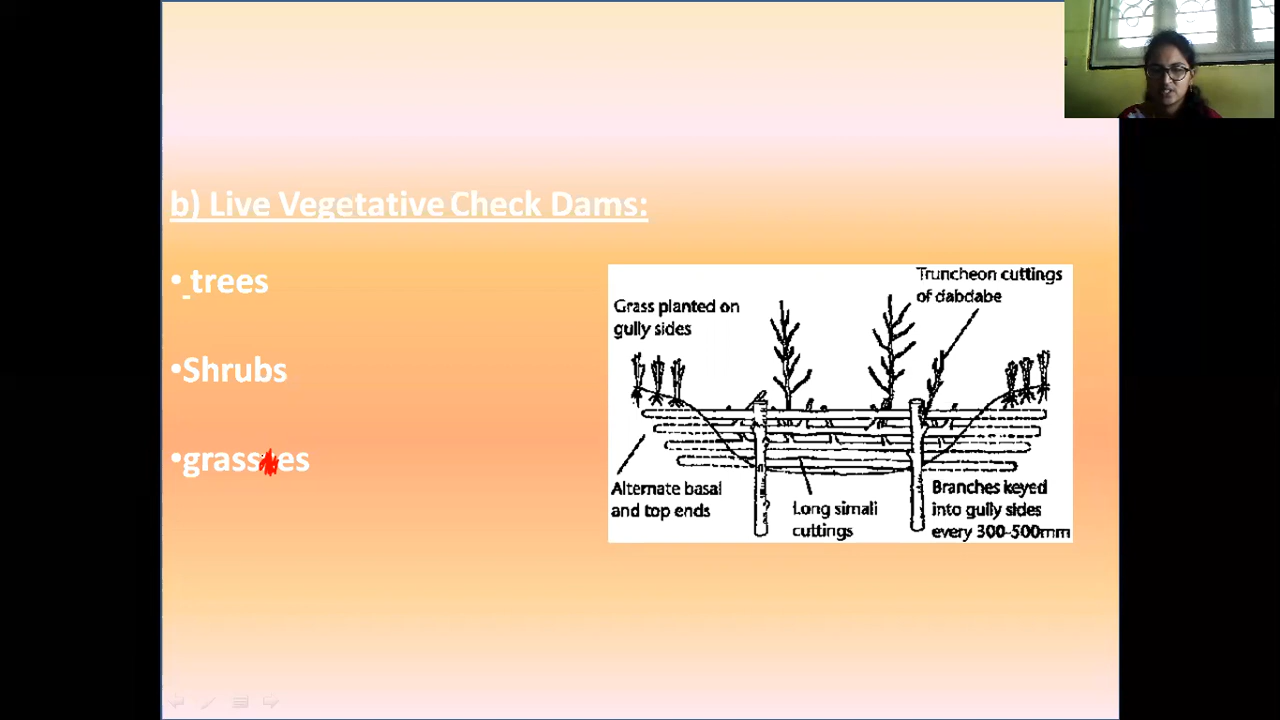 b) Live Vegetative Check Dams:
• trees
•Shrubs
•grasses
Truncheon cuttings
of dabdabe
Grass planted on
gully sides
Alternate basal
and top ends
Long simali
cuttings
Branches keyed
into gully sides
every 300-500mm